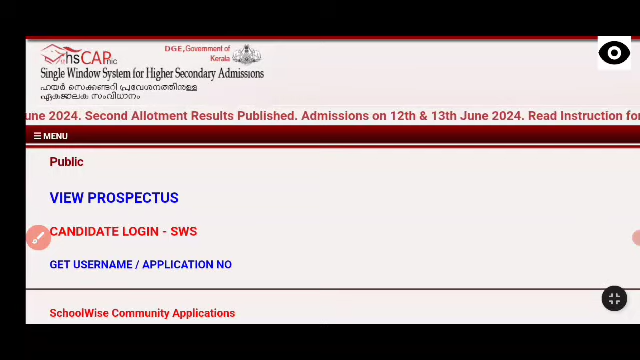 hsCAP
nic
D.G.E, Government of
Kerala
Single Window System for Higher Secondary Admissions
ഹയർ സെക്കണ്ടറി പ്രവേശനത്തിനുള്ള
ഏകജാലക സംവിധാനം
une 2024. Second Allotment Results Published. Admissions on 12th & 13th June 2024. Read Instruction for
☰ MENU
Public
VIEW PROSPECTUS
CANDIDATE LOGIN - SWS
GET USERNAME / APPLICATION NO
SchoolWise Community Applications